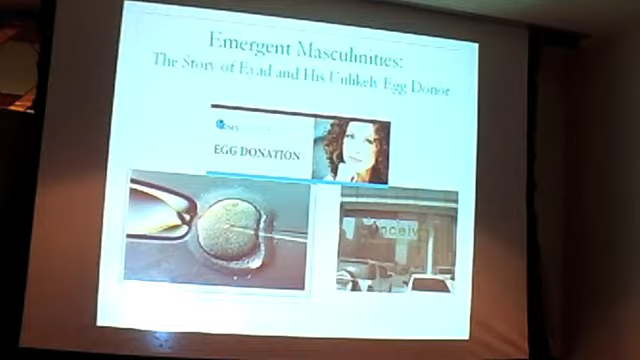 Emergent Masculinities:
The Story of Eyad and His Unlikely Egg Donor
EGG DONATION